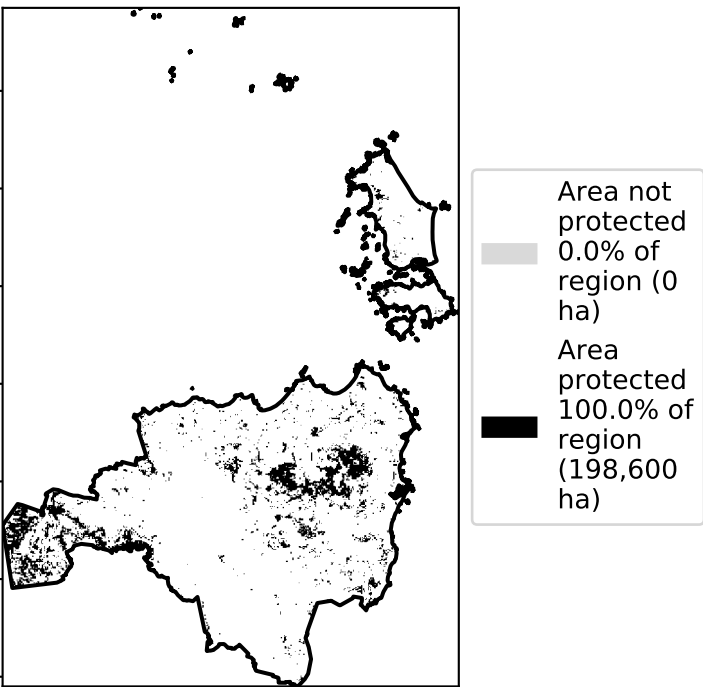 Area not
protected
0.0% of
region (0
ha)
Area
protected
100.0% of
region
(198,600
ha)